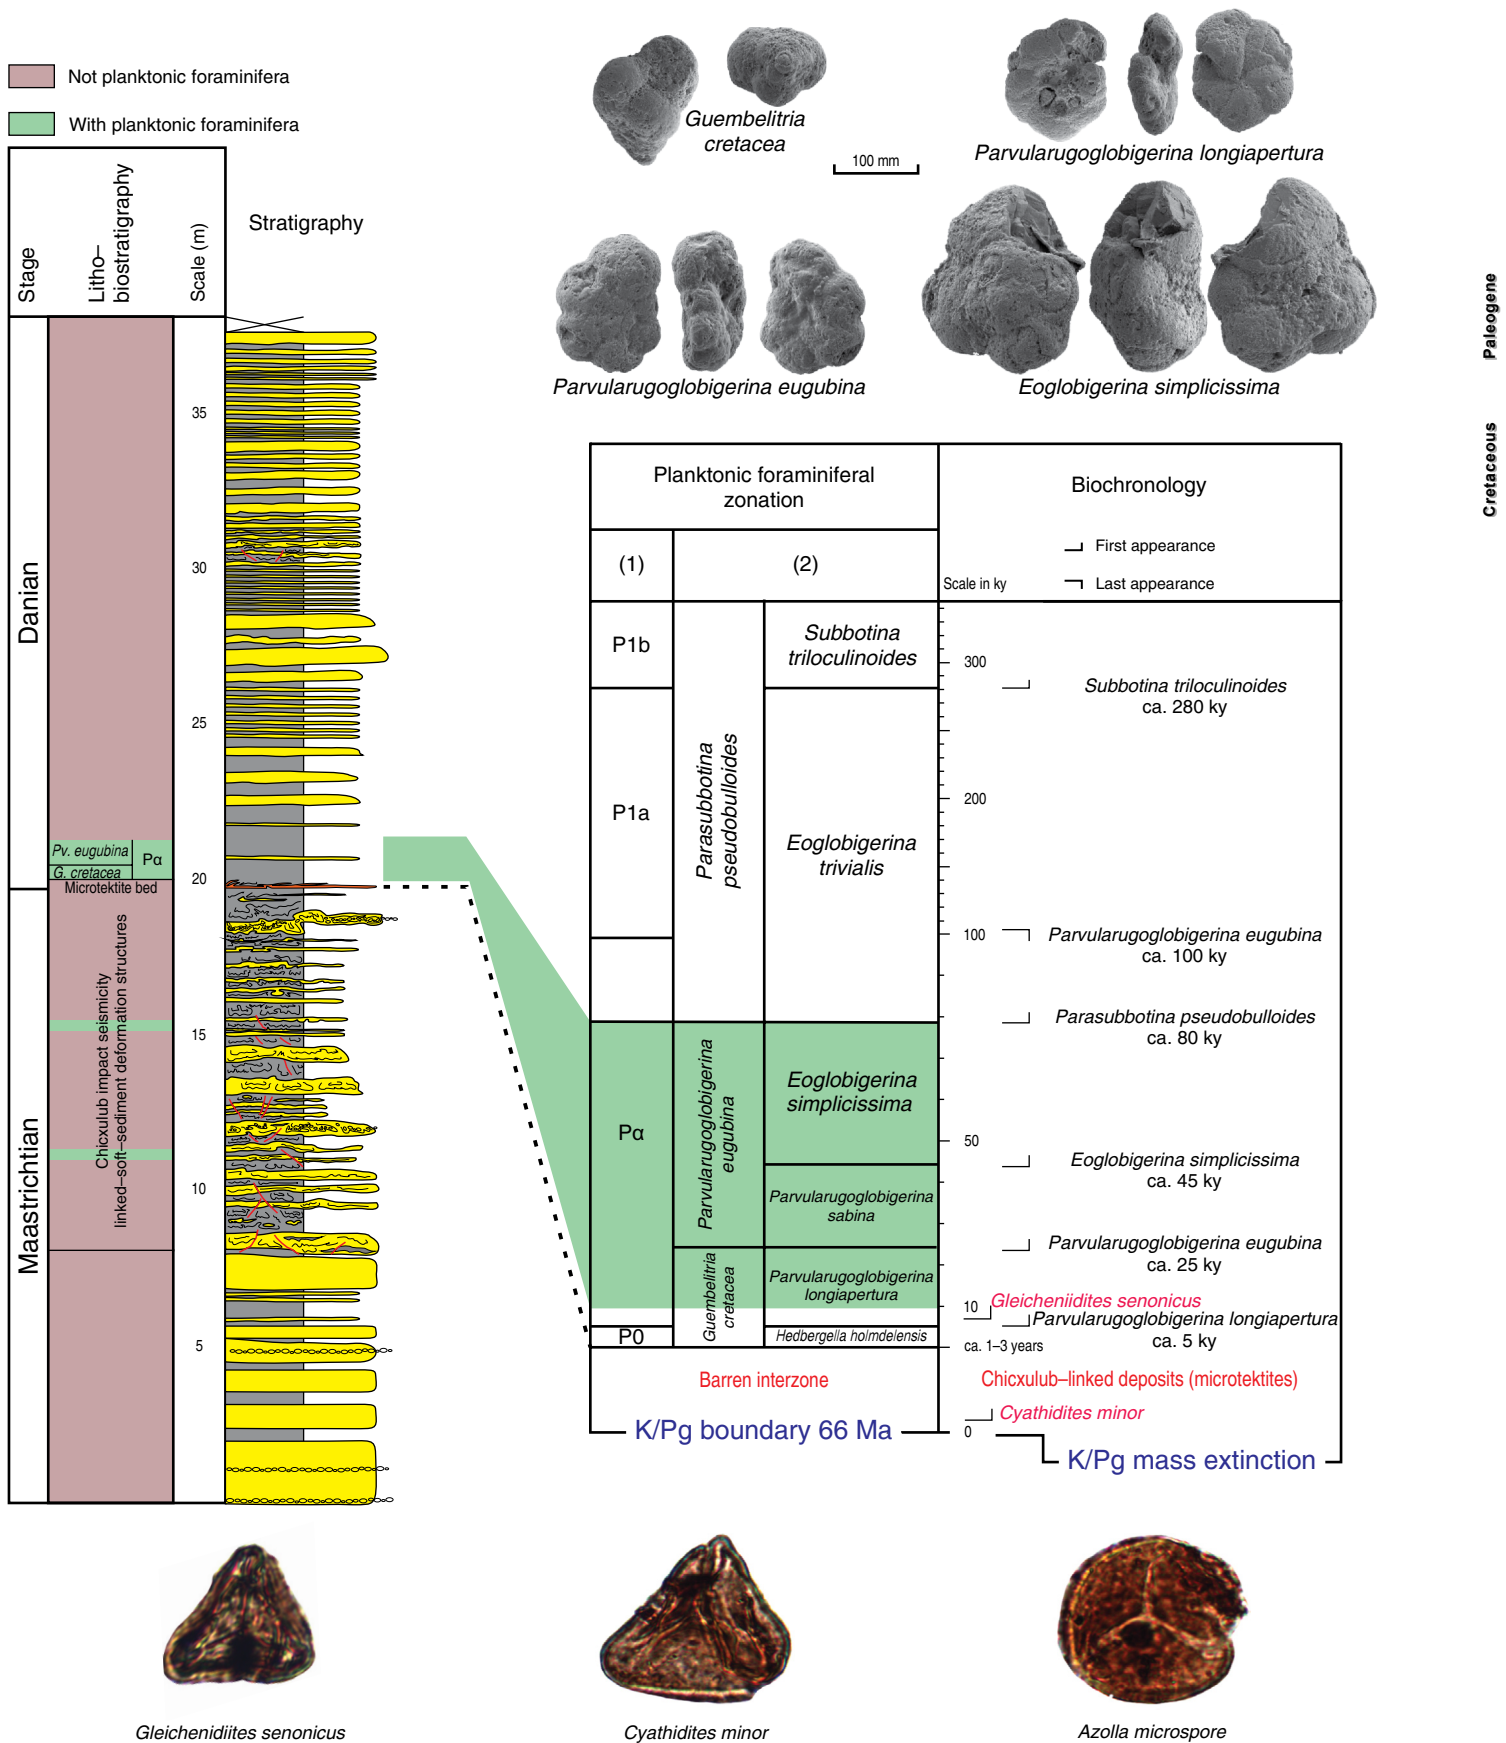 Not planktonic foraminifera
With planktonic foraminifera
Stage
Litho–
biostratigraphy
Scale (m)
Stratigraphy
Danian
Maastrichtian
Pv. eugubina
G. cretacea
Pα
Microtektite bed
Chicxulub impact seismicity
linked–soft–sediment deformation structures
35
30
25
20
15
10
5
Guembelitria
cretacea
100 mm
Parvularugoglobigerina longiapertura
Parvularugoglobigerina eugubina
Eoglobigerina simplicissima
Paleogene
Cretaceous
Planktonic foraminiferal
zonation
Biochronology
(1)
(2)
First appearance
Last appearance
Scale in ky
P1b
P1a
Pα
P0
Parasubbotina
pseudobulloides
Parvularugoglobigerina
eugubina
Guembelitria
cretacea
Subbotina
triloculinoides
Eoglobigerina
trivialis
Eoglobigerina
simplicissima
Parvularugoglobigerina
sabina
Parvularugoglobigerina
longiapertura
Hedbergella holmdelensis
300
200
100
50
10
ca. 1–3 years
0
Subbotina triloculinoides
ca. 280 ky
Parvularugoglobigerina eugubina
ca. 100 ky
Parasubbotina pseudobulloides
ca. 80 ky
Eoglobigerina simplicissima
ca. 45 ky
Parvularugoglobigerina eugubina
ca. 25 ky
Gleicheniidites senonicus
Parvularugoglobigerina longiapertura
ca. 5 ky
Barren interzone
Chicxulub–linked deposits (microtektites)
Cyathidites minor
K/Pg boundary 66 Ma
K/Pg mass extinction
Gleichenidiites senonicus
Cyathidites minor
Azolla microspore